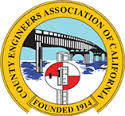 COUNTY ENGINEERS ASSOCIATION OF CALIFORNIA
FOUNDED 1914